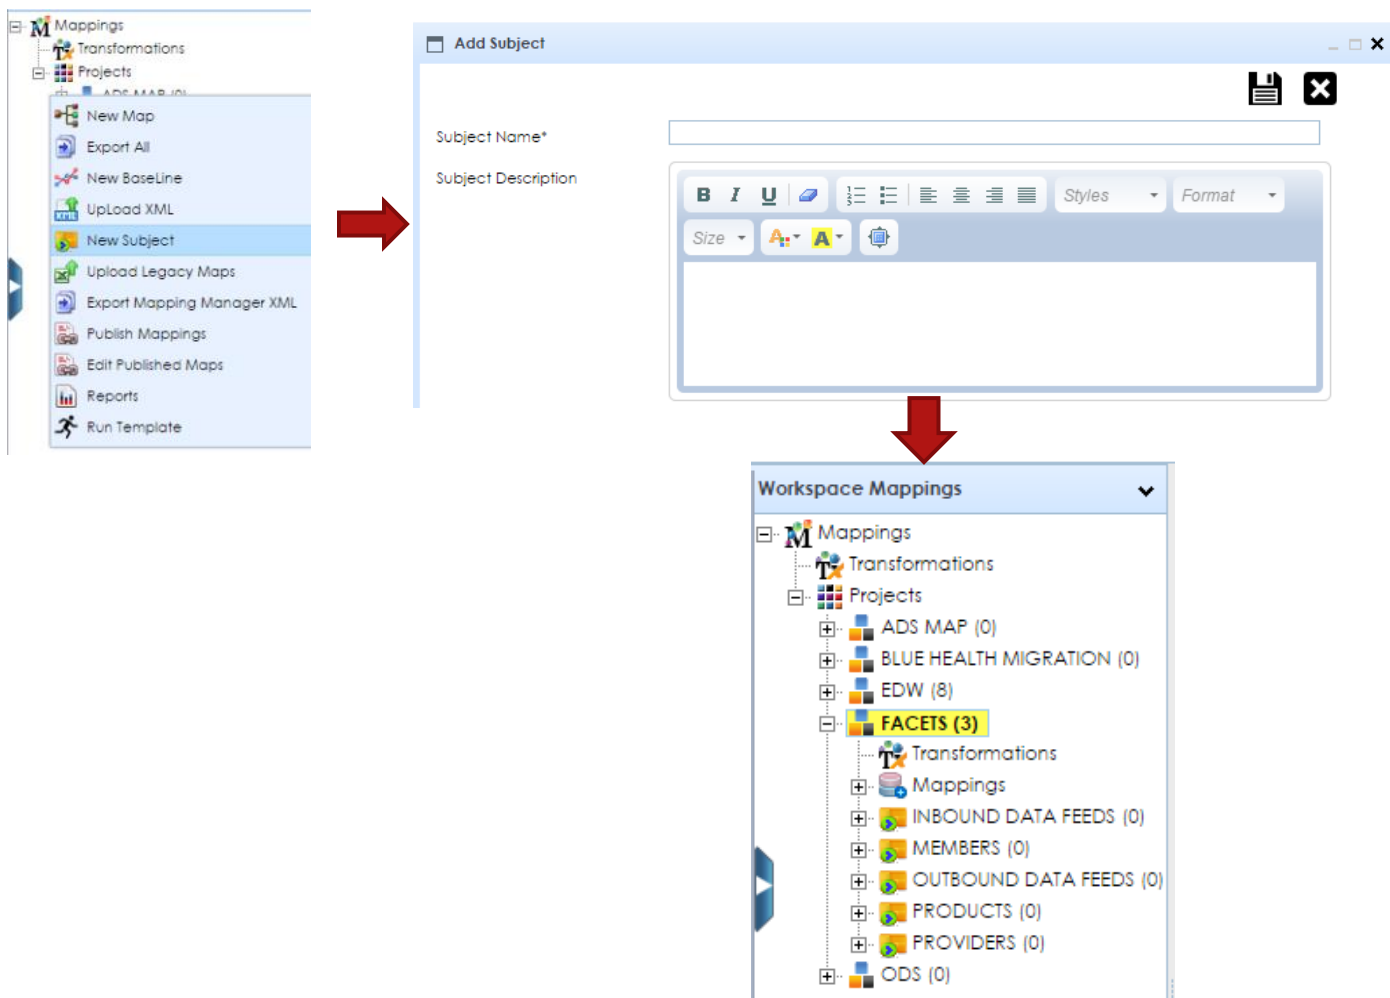 Mappings
Transformations
Projects
ADS MAP (0)
New Map
Export All
New BaseLine
UpLoad XML
New Subject
Upload Legacy Maps
Export Mapping Manager XML
Publish Mappings
Edit Published Maps
Reports
Run Template
Add Subject
Subject Name*
Subject Description
B I U Styles Format
Size A A
Workspace Mappings
Mappings
Transformations
Projects
ADS MAP (0)
BLUE HEALTH MIGRATION (0)
EDW (8)
FACETS (3)
Transformations
Mappings
INBOUND DATA FEEDS (0)
MEMBERS (0)
OUTBOUND DATA FEEDS (0)
PRODUCTS (0)
PROVIDERS (0)
ODS (0)